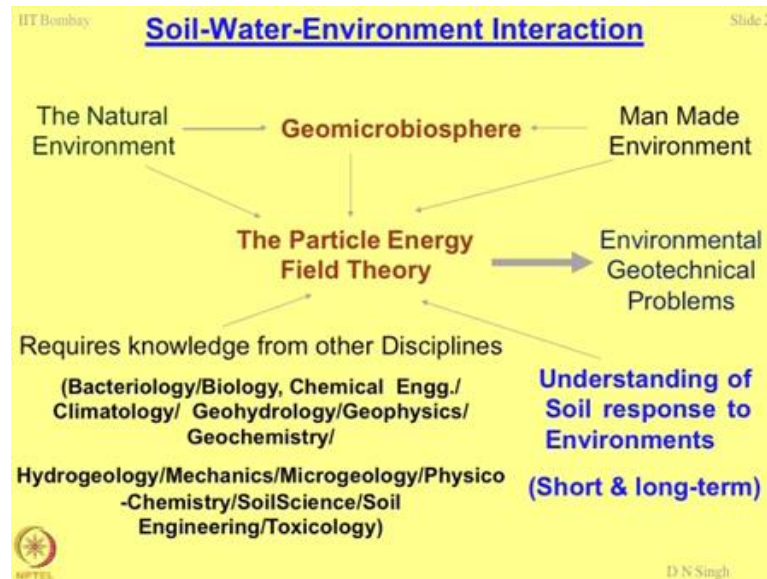 IIT Bombay
Soil-Water-Environment Interaction
Slide
The Natural
Environment
Geomicrobiosphere
Man Made
Environment
The Particle Energy
Field Theory
Environmental
Geotechnical
Problems
Requires knowledge from other Disciplines
(Bacteriology/Biology, Chemical Engg./
Climatology/ Geohydrology/Geophysics/
Geochemistry/
Hydrogeology/Mechanics/Microgeology/Physico
-Chemistry/SoilScience/Soil
Engineering/Toxicology)
Understanding of
Soil response to
Environments
(Short & long-term)
NPTEL
D N Singh